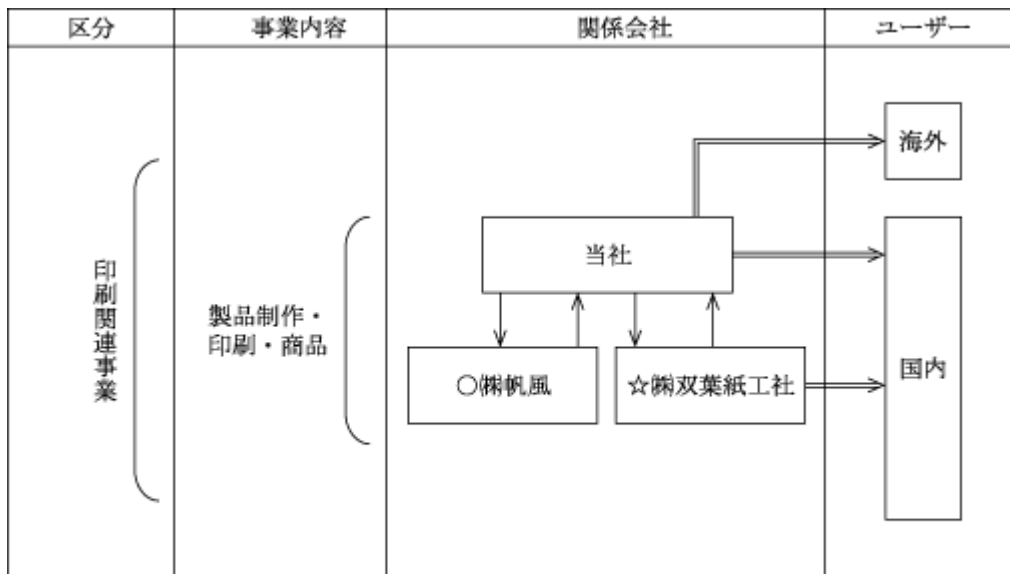 区分
事業内容
関係会社
ユーザー
印刷関連事業
製品制作・
印刷・商品
当社
○㈱帆風
☆㈱双葉紙工社
海外
国内